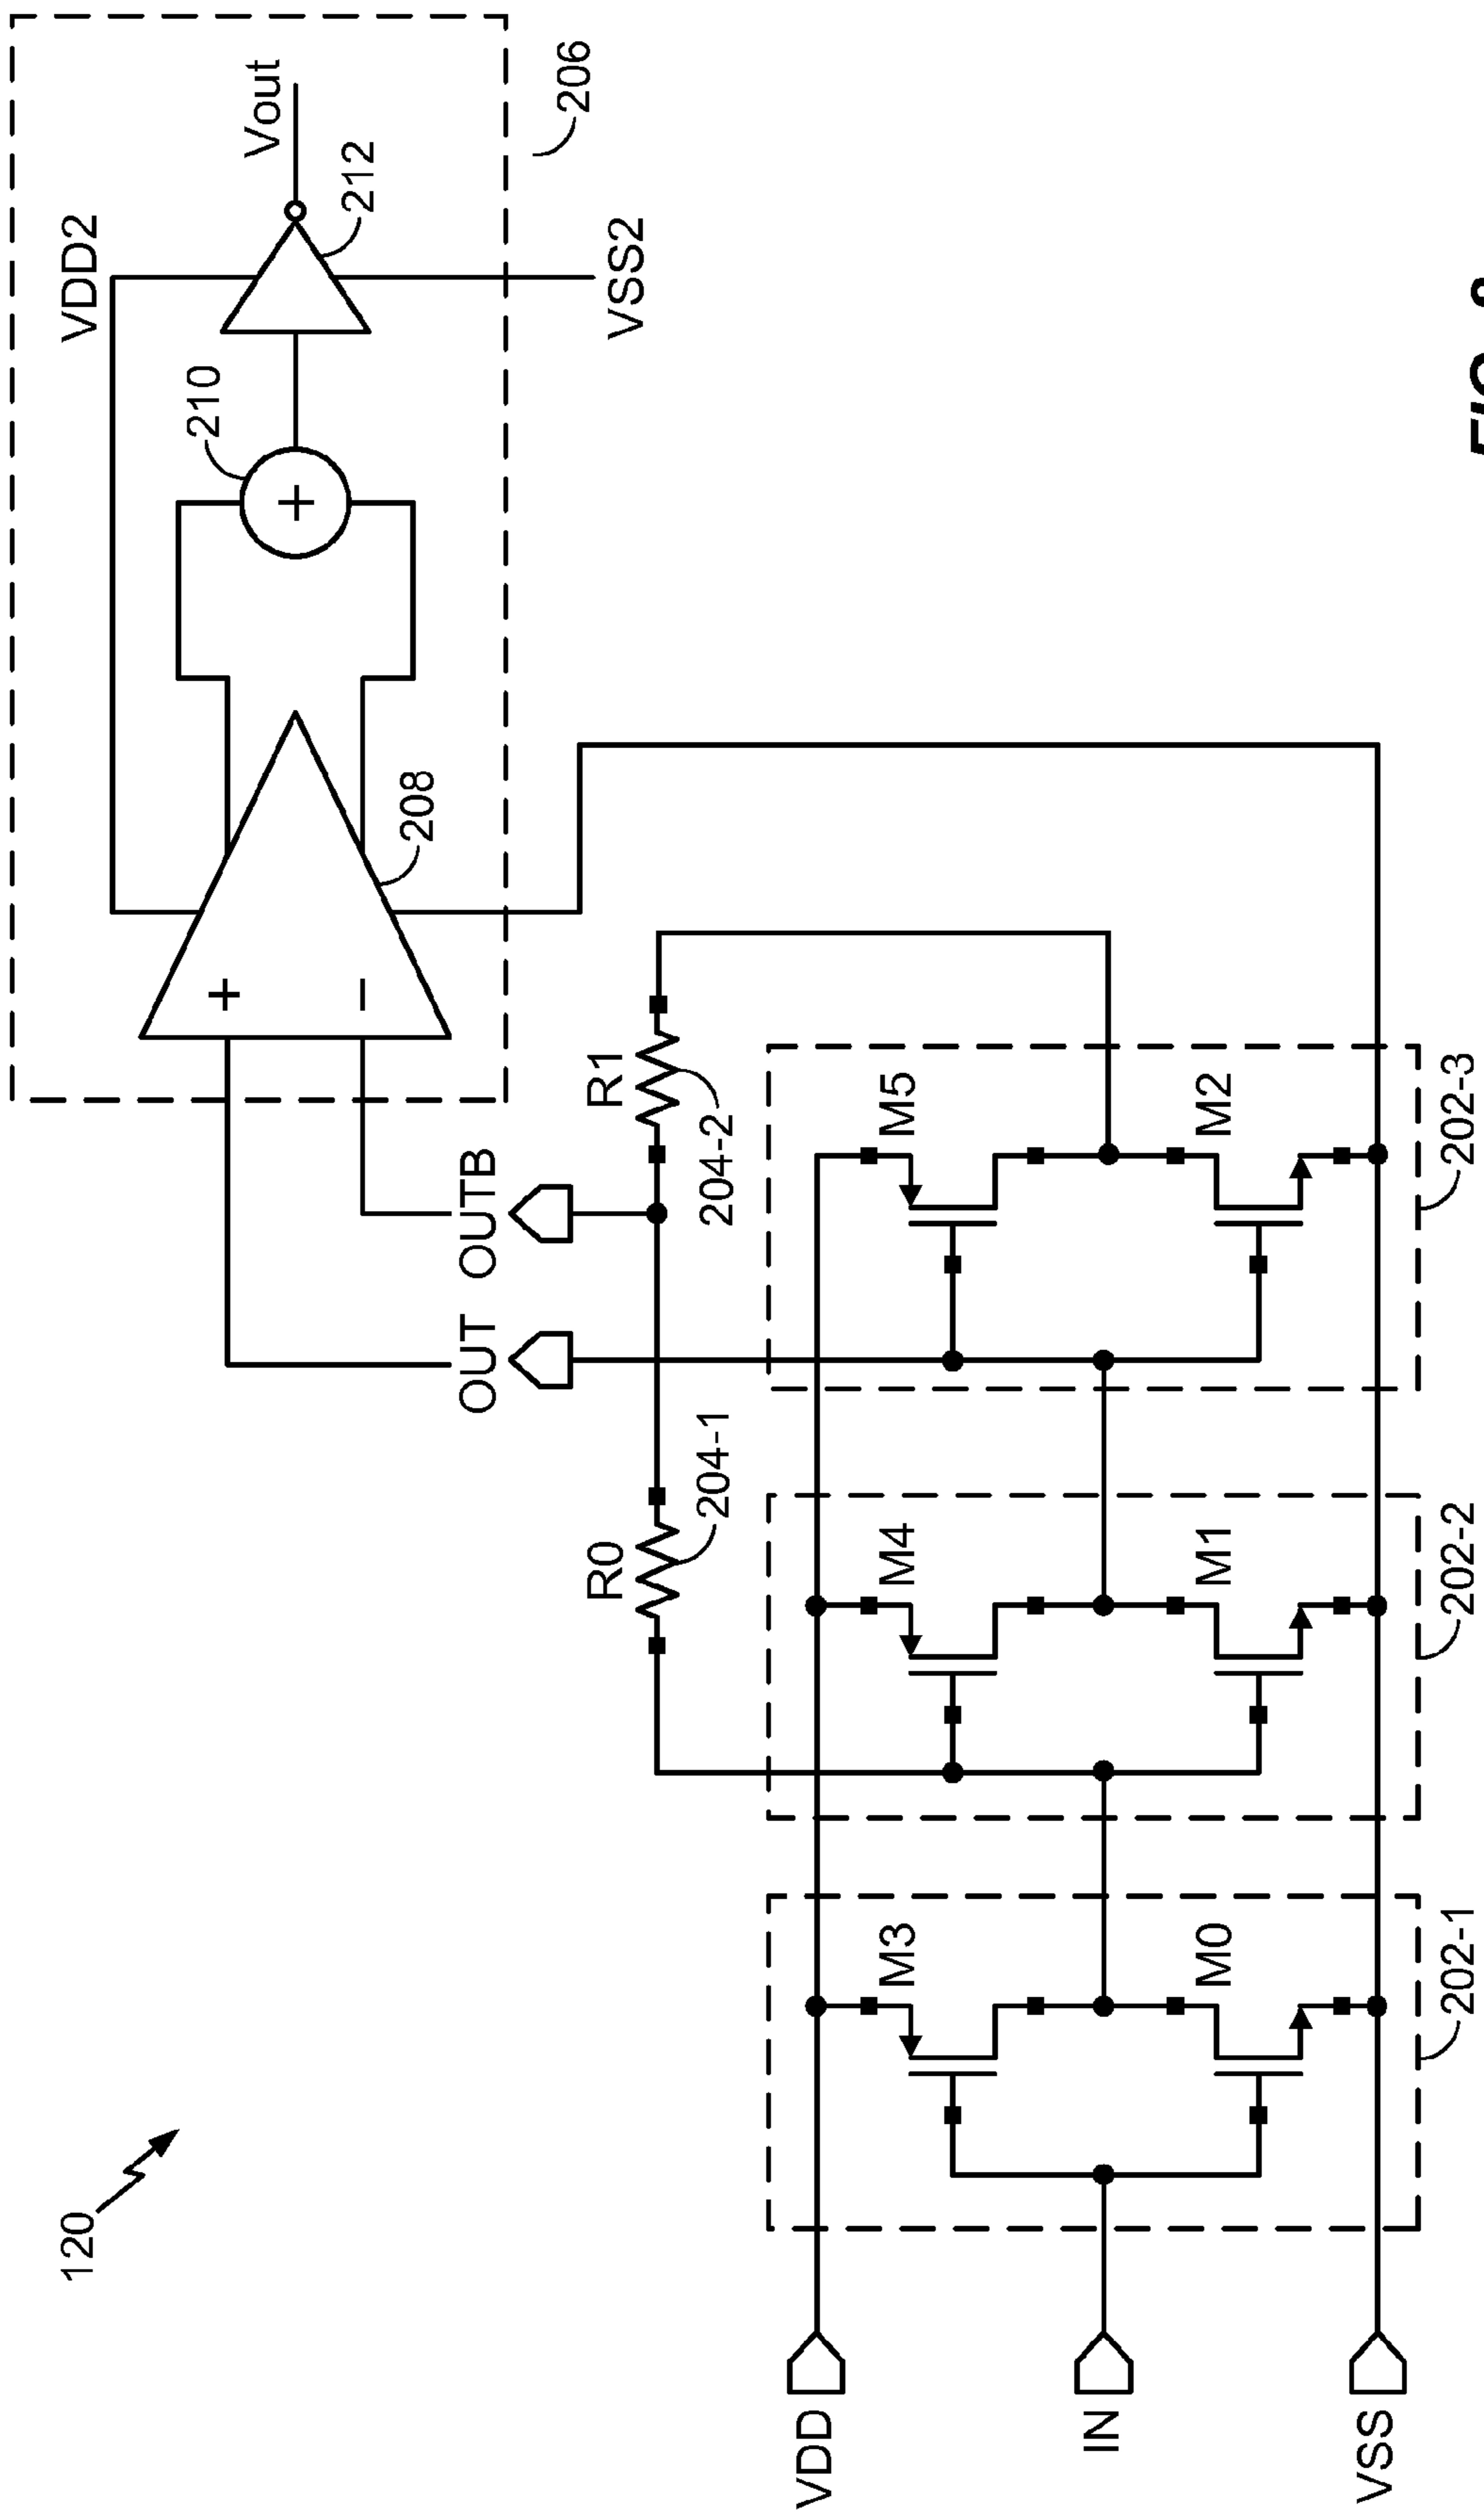 120
VDD2
Vout
210
212
206
208
VSS2
OUT
OUTB
R0
R1
204-1
204-2
VDD
M3
M4
M5
IN
M0
M1
M2
VSS
202-1
202-2
202-3